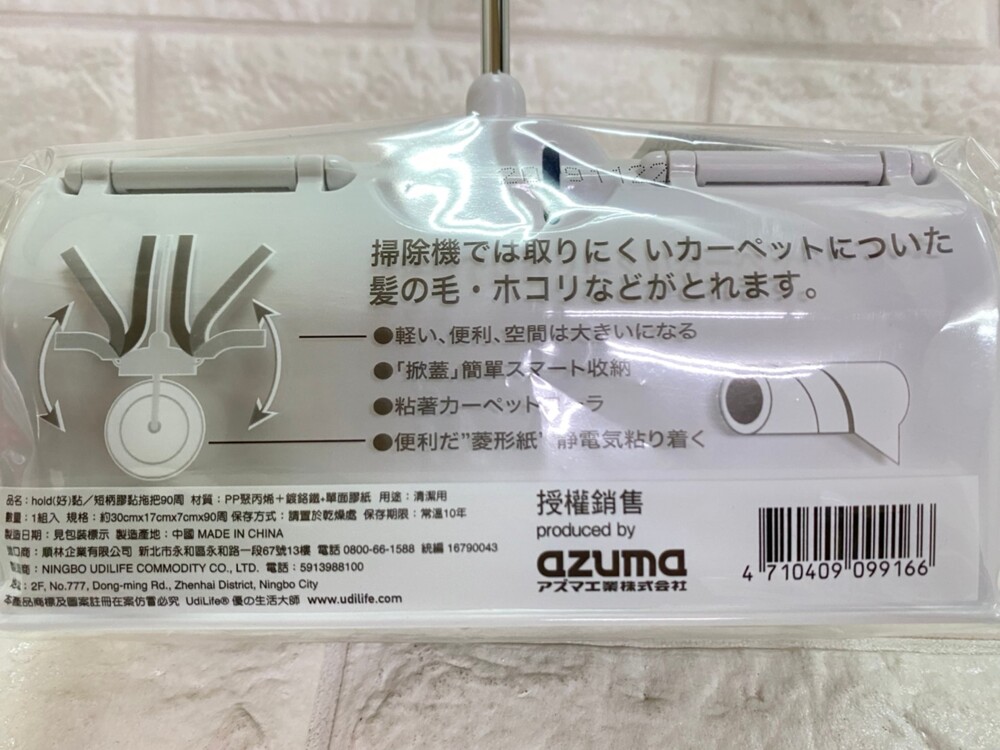 掃除機では取りにくいカーペットについた
髪の毛・ホコリなどがとれます。
●軽い、便利、空間は大きいになる
●「掀蓋」簡單スマート收納
●粘著カーペット ーラ
●便利だ"菱形紙" 静電気粘り着く
品名：hold(好)黏／短柄膠黏拖把90周 材質：PP聚丙烯＋鍍鉻鐵+單面膠紙 用途：清潔用
數量：1組入 規格：約30cmx17cmx7cmx90周 保存方式：請置於乾燥處 保存期限：常溫10年
製造日期：見包裝標示 製造產地：中國 MADE IN CHINA
口商：順林企業有限公司 新北市永和區永和路一段67號13樓 電話 0800-66-1588 統編 16790043
商：NINGBO UDILIFE COMMODITY CO., LTD. 電話：5913988100
：2F, No.777, Dong-ming Rd., Zhenhai District, Ningbo City
本產品商標及圖案註冊在案仿冒必究 UdiLife® 優の生活大師 www.udilife.com
授權銷售
produced by
azuma
アズマ工業株式会社
4 710409 099166